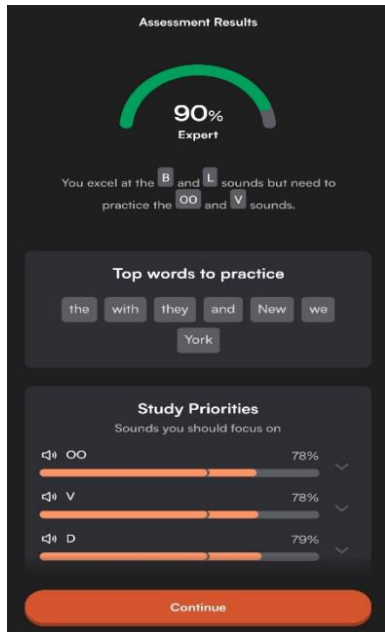 Assessment Results
90%
Expert
You excel at the B and L sounds but need to
practice the OO and V sounds.
Top words to practice
the with they and New we
York
Study Priorities
Sounds you should focus on
OO 78%
V 78%
D 79%
Continue